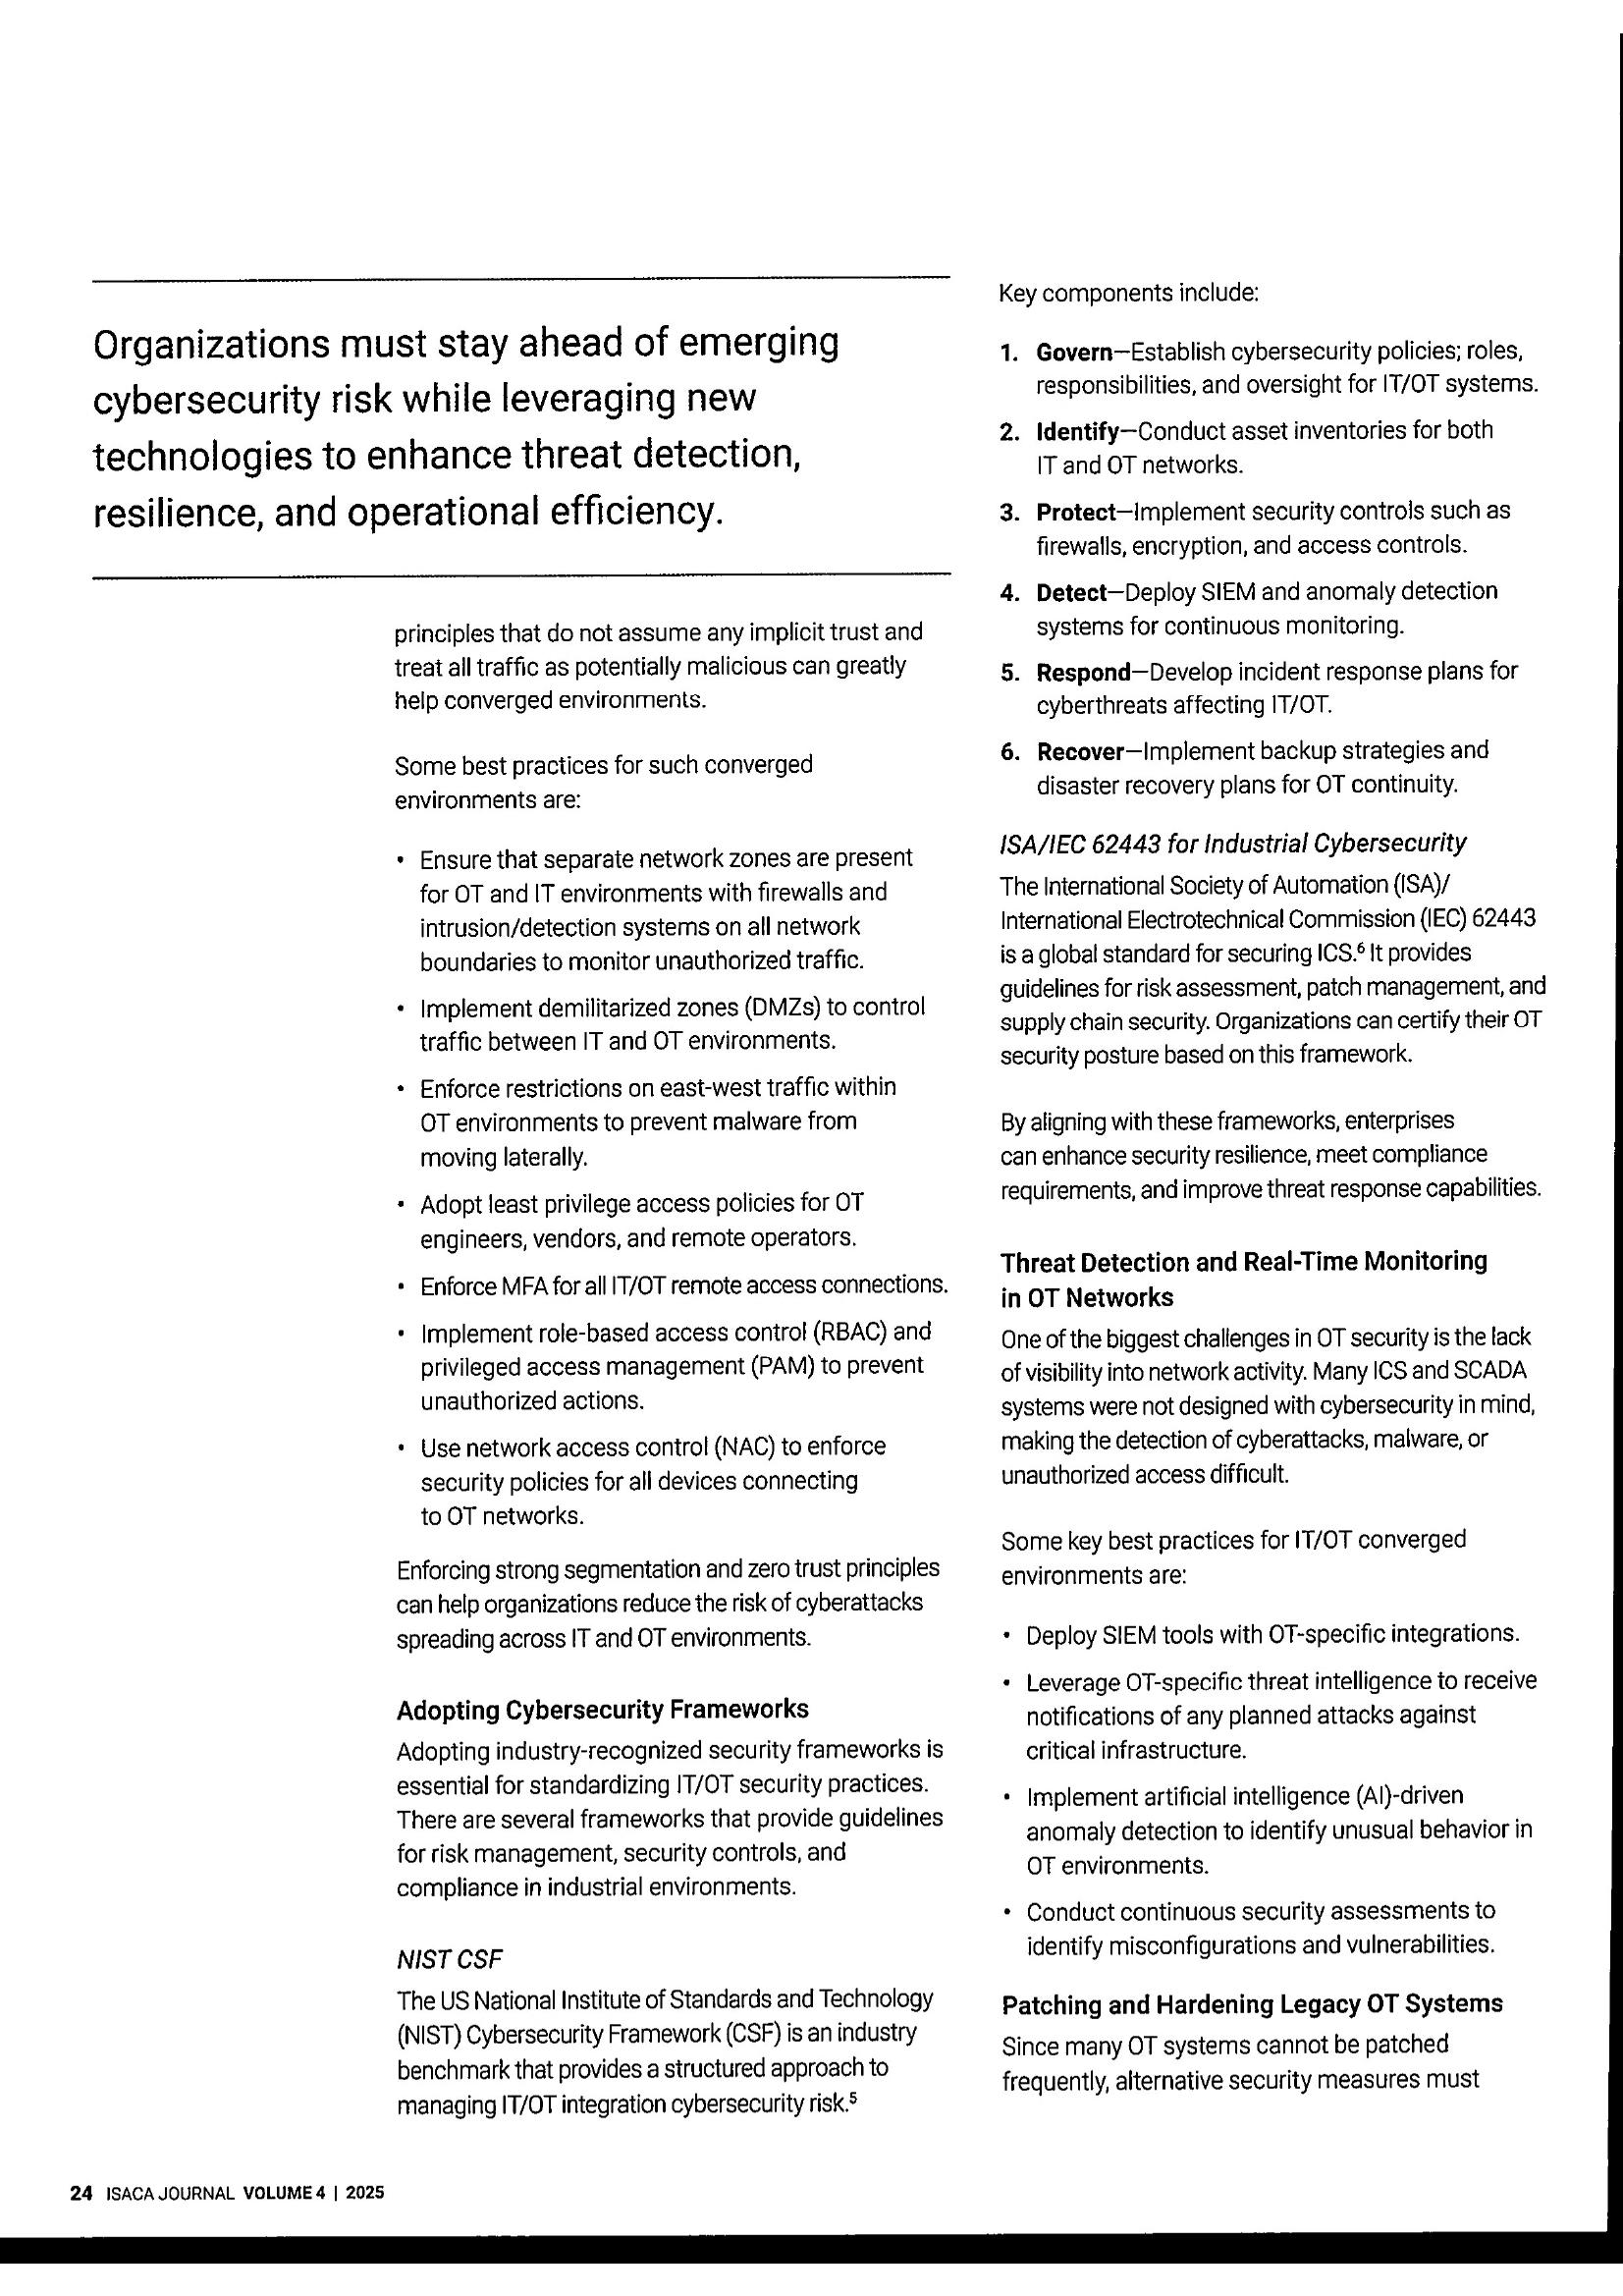 Organizations must stay ahead of emerging
cybersecurity risk while leveraging new
technologies to enhance threat detection,
resilience, and operational efficiency.
principles that do not assume any implicit trust and
treat all traffic as potentially malicious can greatly
help converged environments.
Some best practices for such converged
environments are:
• Ensure that separate network zones are present
for OT and IT environments with firewalls and
intrusion/detection systems on all network
boundaries to monitor unauthorized traffic.
• Implement demilitarized zones (DMZs) to control
traffic between IT and OT environments.
• Enforce restrictions on east-west traffic within
OT environments to prevent malware from
moving laterally.
• Adopt least privilege access policies for OT
engineers, vendors, and remote operators.
• Enforce MFA for all IT/OT remote access connections.
• Implement role-based access control (RBAC) and
privileged access management (PAM) to prevent
unauthorized actions.
• Use network access control (NAC) to enforce
security policies for all devices connecting
to OT networks.
Enforcing strong segmentation and zero trust principles
can help organizations reduce the risk of cyberattacks
spreading across IT and OT environments.
Adopting Cybersecurity Frameworks
Adopting industry-recognized security frameworks is
essential for standardizing IT/OT security practices.
There are several frameworks that provide guidelines
for risk management, security controls, and
compliance in industrial environments.
NIST CSF
The US National Institute of Standards and Technology
(NIST) Cybersecurity Framework (CSF) is an industry
benchmark that provides a structured approach to
managing IT/OT integration cybersecurity risk.⁵
Key components include:
1. Govern—Establish cybersecurity policies; roles,
responsibilities, and oversight for IT/OT systems.
2. Identify—Conduct asset inventories for both
IT and OT networks.
3. Protect—Implement security controls such as
firewalls, encryption, and access controls.
4. Detect—Deploy SIEM and anomaly detection
systems for continuous monitoring.
5. Respond—Develop incident response plans for
cyberthreats affecting IT/OT.
6. Recover—Implement backup strategies and
disaster recovery plans for OT continuity.
ISA/IEC 62443 for Industrial Cybersecurity
The International Society of Automation (ISA)/
International Electrotechnical Commission (IEC) 62443
is a global standard for securing ICS.⁶ It provides
guidelines for risk assessment, patch management, and
supply chain security. Organizations can certify their OT
security posture based on this framework.
By aligning with these frameworks, enterprises
can enhance security resilience, meet compliance
requirements, and improve threat response capabilities.
Threat Detection and Real-Time Monitoring
in OT Networks
One of the biggest challenges in OT security is the lack
of visibility into network activity. Many ICS and SCADA
systems were not designed with cybersecurity in mind,
making the detection of cyberattacks, malware, or
unauthorized access difficult.
Some key best practices for IT/OT converged
environments are:
• Deploy SIEM tools with OT-specific integrations.
• Leverage OT-specific threat intelligence to receive
notifications of any planned attacks against
critical infrastructure.
• Implement artificial intelligence (AI)-driven
anomaly detection to identify unusual behavior in
OT environments.
• Conduct continuous security assessments to
identify misconfigurations and vulnerabilities.
Patching and Hardening Legacy OT Systems
Since many OT systems cannot be patched
frequently, alternative security measures must
24 ISACA JOURNAL VOLUME 4 | 2025